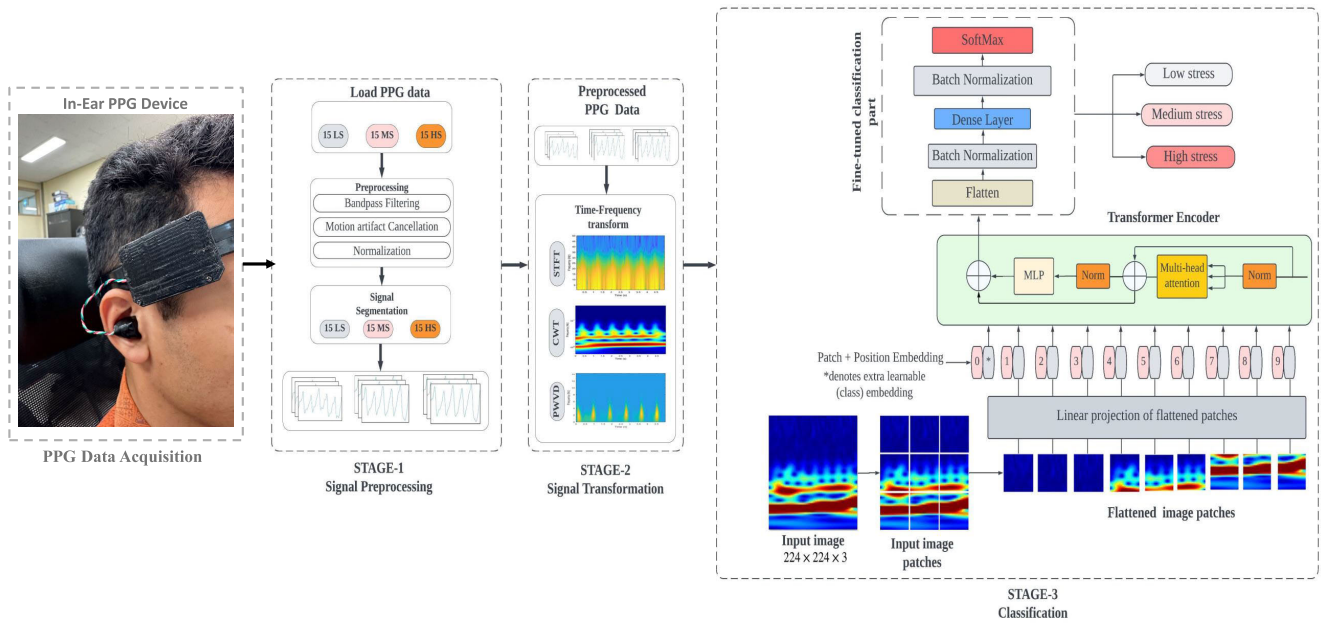 In-Ear PPG Device
PPG Data Acquisition
Load PPG data
15 LS
15 MS
15 HS
Preprocessing
Bandpass Filtering
Motion artifact Cancellation
Normalization
Signal
Segmentation
15 LS
15 MS
15 HS
STAGE-1
Signal Preprocessing
Preprocessed
PPG Data
Time-Frequency
transform
STFT
CWT
PWVD
STAGE-2
Signal Transformation
Fine-tuned classification
part
SoftMax
Batch Normalization
Dense Layer
Batch Normalization
Flatten
Low stress
Medium stress
High stress
Transformer Encoder
MLP
Norm
Multi-head
attention
Norm
Patch + Position Embedding
*denotes extra learnable
(class) embedding
0
*
1
2
3
4
5
6
7
8
9
Linear projection of flattened patches
Input image
224 × 224 × 3
Input image
patches
Flattened image patches
STAGE-3
Classification